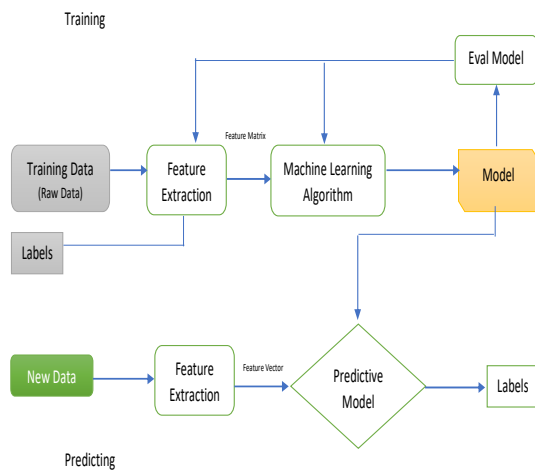 Training
Eval Model
Feature Matrix
Training Data
(Raw Data)
Feature
Extraction
Machine Learning
Algorithm
Model
Labels
New Data
Feature
Extraction
Feature Vector
Predictive
Model
Labels
Predicting